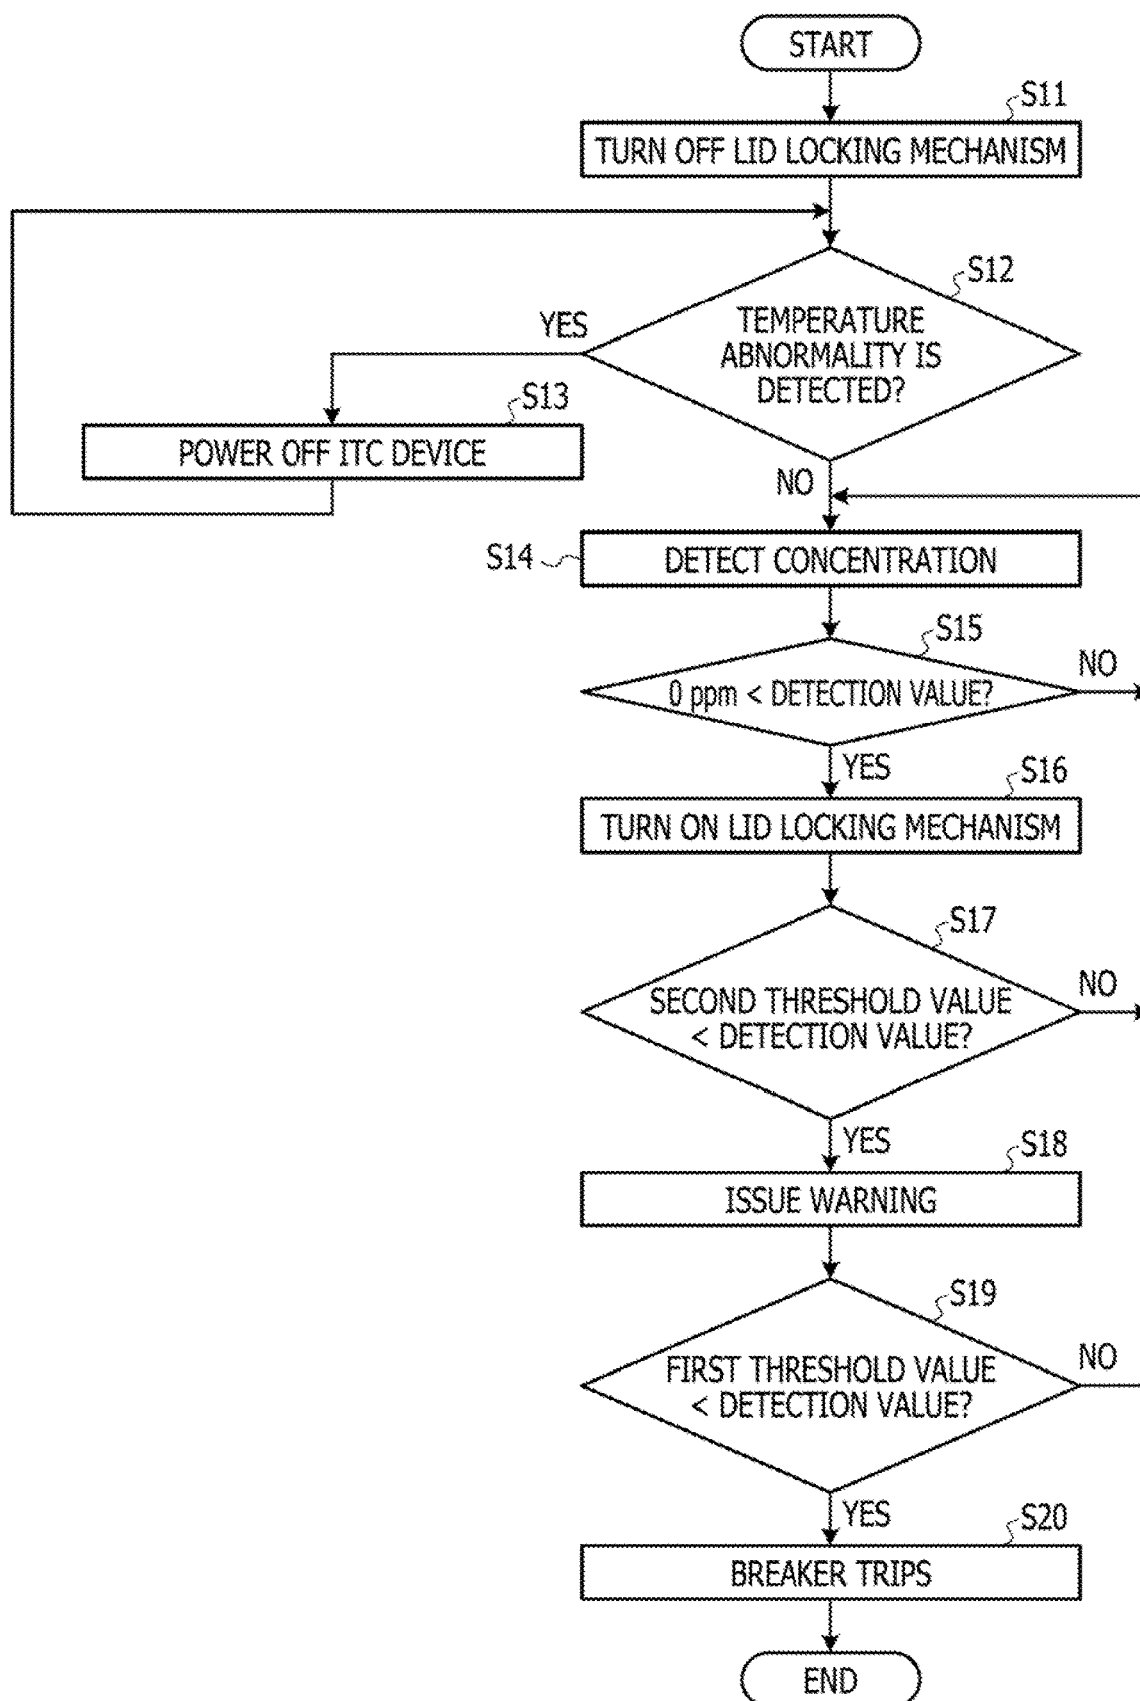 START
S11
TURN OFF LID LOCKING MECHANISM
S12
YES
TEMPERATURE
ABNORMALITY IS
DETECTED?
S13
POWER OFF ITC DEVICE
NO
S14
DETECT CONCENTRATION
S15
NO
0 ppm < DETECTION VALUE?
YES
S16
TURN ON LID LOCKING MECHANISM
S17
NO
SECOND THRESHOLD VALUE
< DETECTION VALUE?
YES
S18
ISSUE WARNING
S19
NO
FIRST THRESHOLD VALUE
< DETECTION VALUE?
YES
S20
BREAKER TRIPS
END